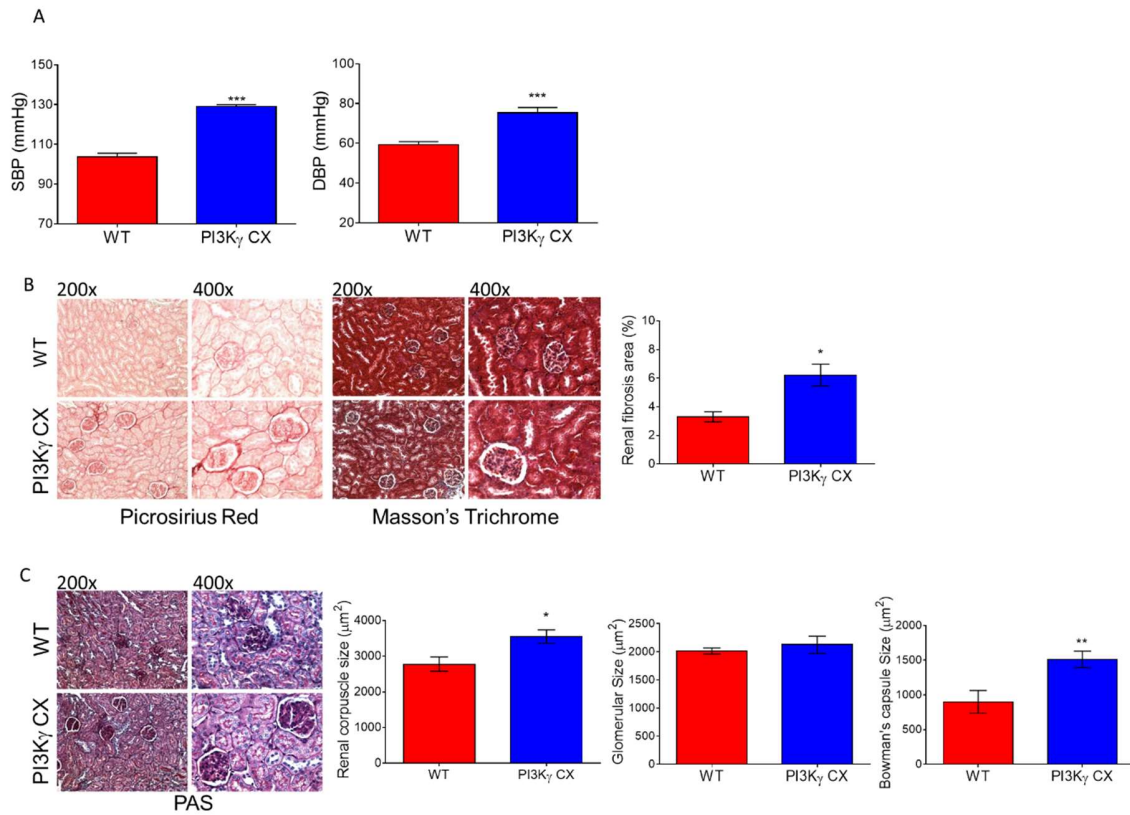 A
SBP (mmHg)
150
130
110
90
70
***
WT
PI3Kγ CX
DBP (mmHg)
100
80
60
40
20
***
WT
PI3Kγ CX
B
200x
400x
200x
400x
WT
PI3Kγ CX
Picrosirius Red
Masson's Trichrome
Renal fibrosis area (%)
10
8
6
4
2
0
*
WT
PI3Kγ CX
C
200x
400x
WT
PI3Kγ CX
PAS
Renal corpuscle size (μm²)
4000
3000
2000
1000
0
*
WT
PI3Kγ CX
Glomerular Size (μm²)
2500
2000
1500
1000
500
0
WT
PI3Kγ CX
Bowman's capsule Size (μm²)
2000
1500
1000
500
0
**
WT
PI3Kγ CX